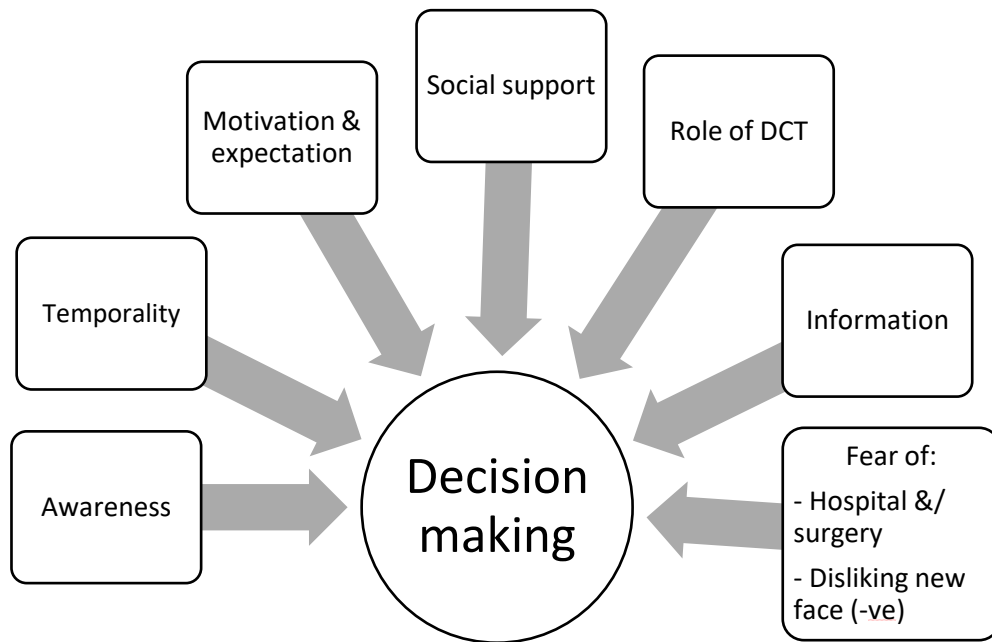 Social support
Motivation &
expectation
Role of DCT
Temporality
Information
Awareness
Decision
making
Fear of:
- Hospital &/
surgery
- Disliking new
face (-ve)